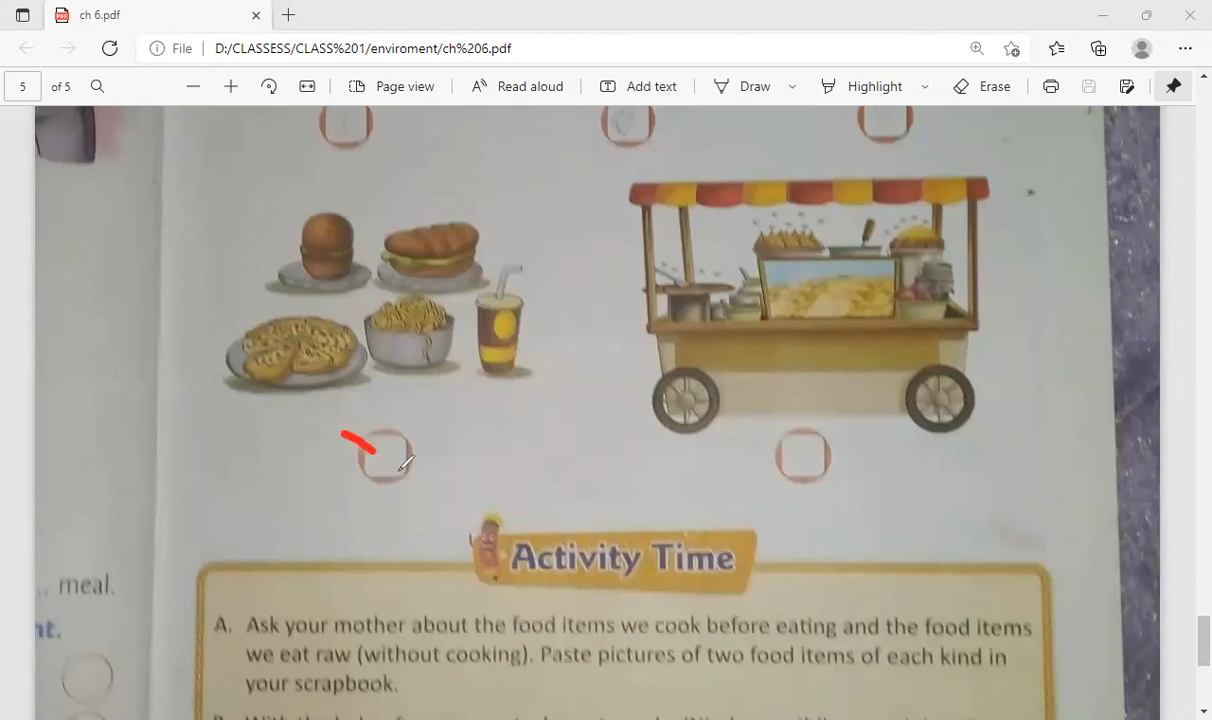 ch 6.pdf
File D:/CLASSESS/CLASS%201/enviroment/ch%206.pdf
5 of 5 Page view Read aloud Add text Draw Highlight Erase
Activity Time
.. meal.
nt.
A. Ask your mother about the food items we cook before eating and the food items
we eat raw (without cooking). Paste pictures of two food items of each kind in
your scrapbook.